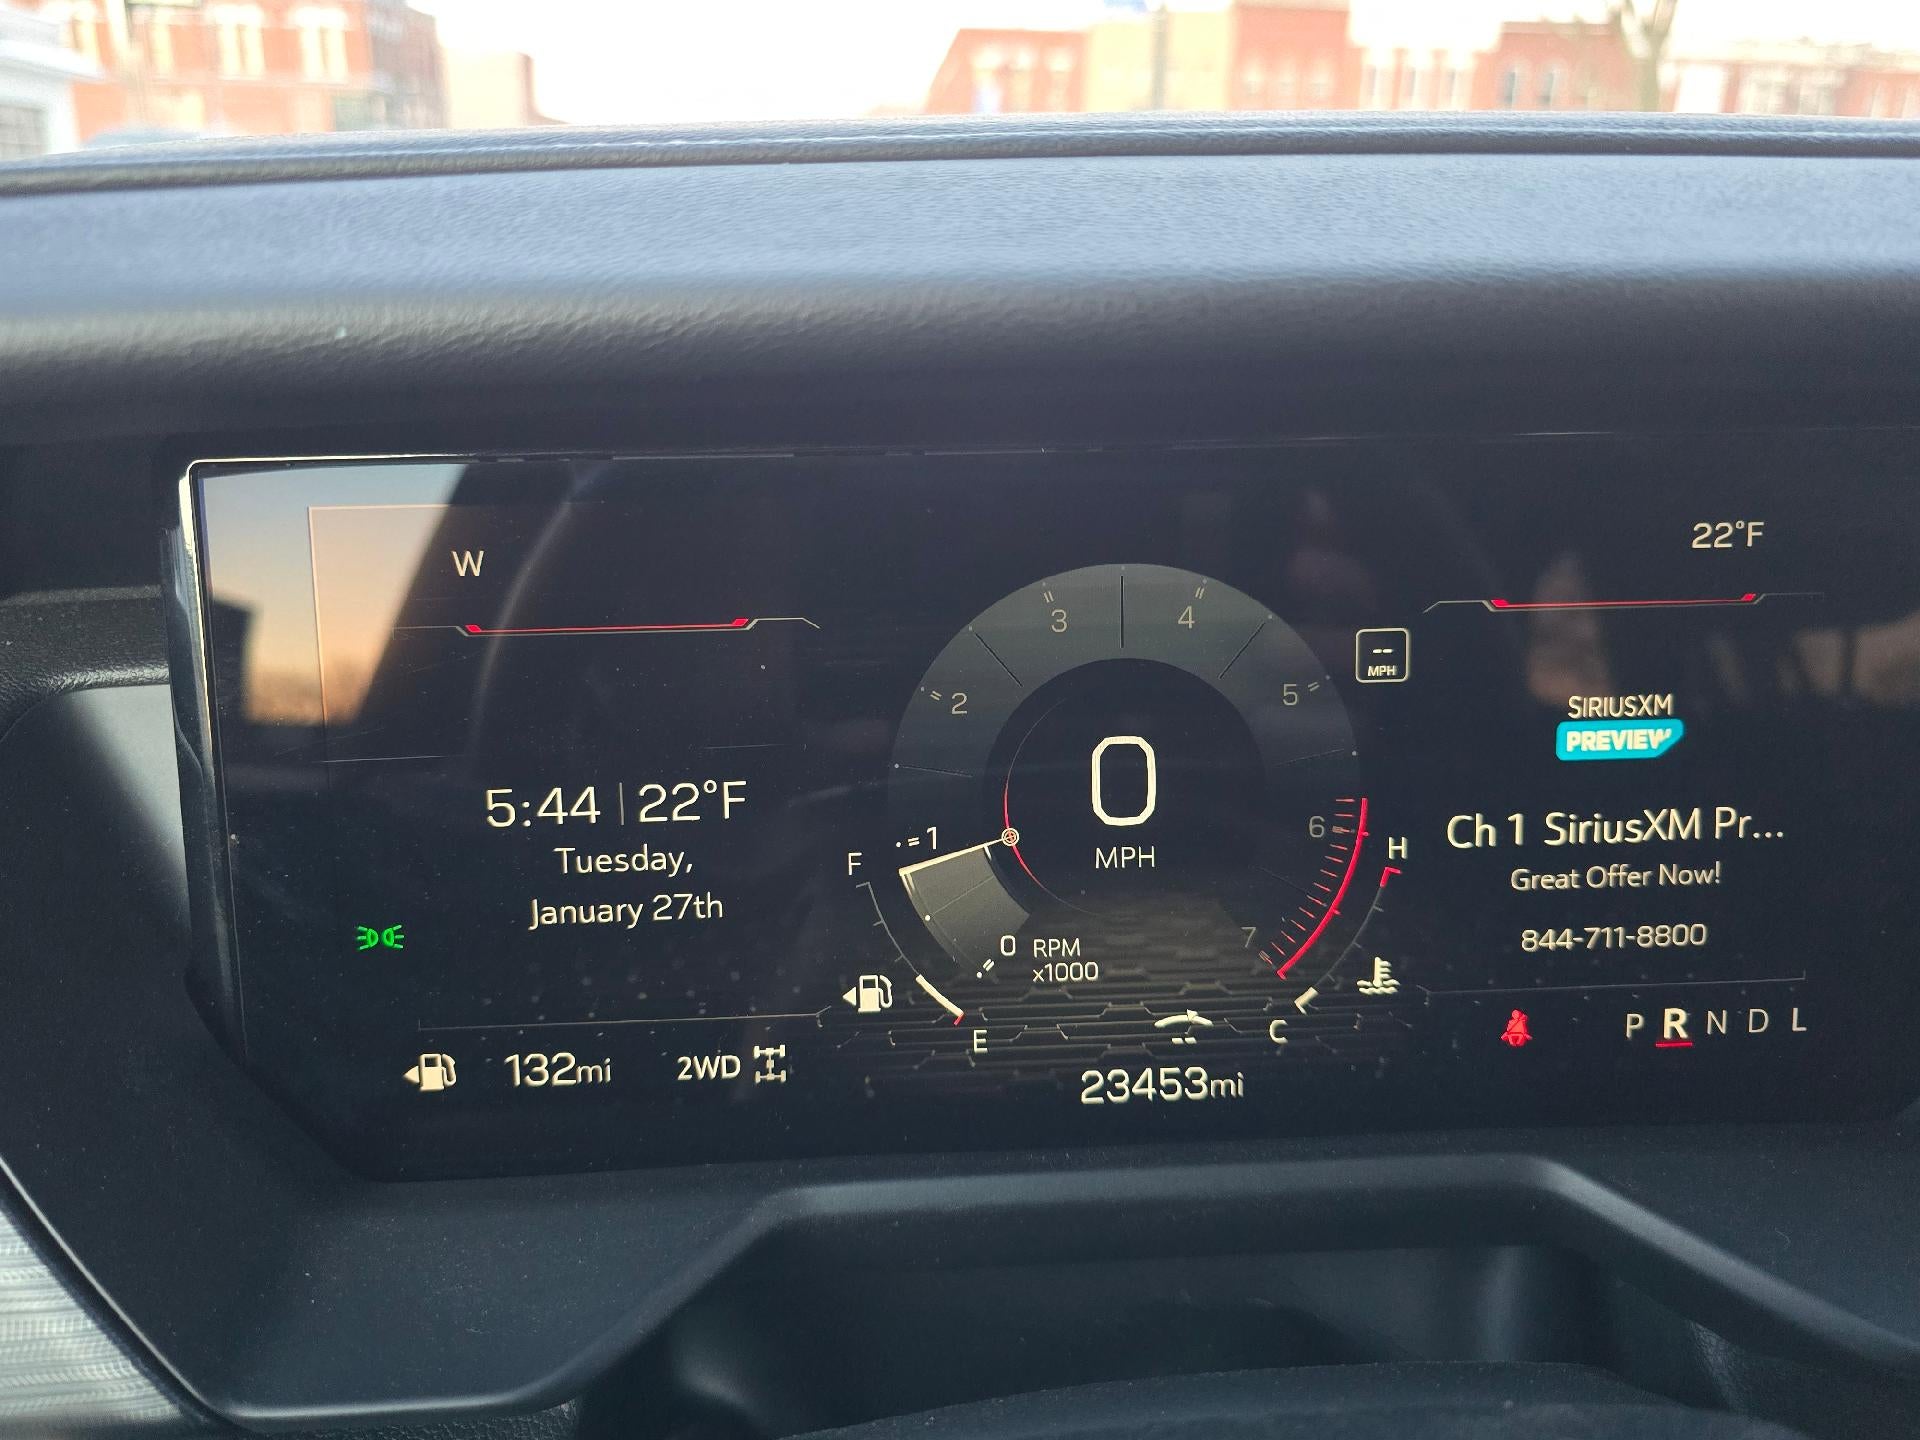 W
22°F
3
4
2
5
--
MPH
SIRIUSXM
PREVIEW
5:44 | 22°F
0
Ch 1 SiriusXM Pr...
1
6
F
H
Tuesday,
MPH
Great Offer Now!
January 27th
844-711-8800
0
RPM
x1000
7
E
--
C
P R N D L
132mi
2WD
23453mi